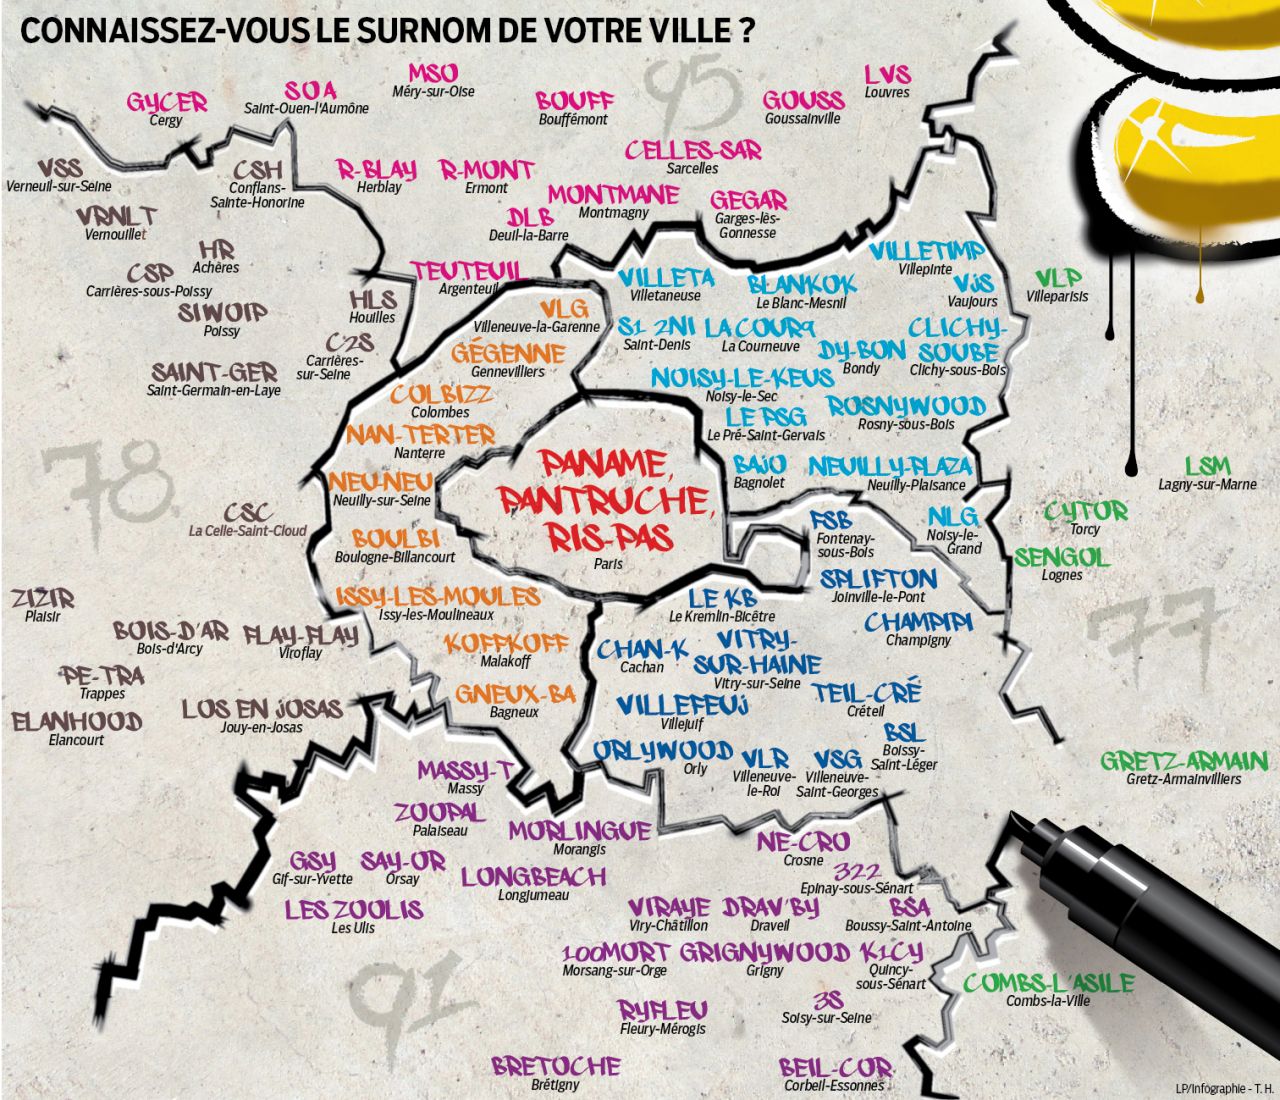 CONNAISSEZ-VOUS LE SURNOM DE VOTRE VILLE ?
95
GYCER
Cergy
SOA
Saint-Ouen-l'Aumône
MSO
Méry-sur-Oise
BOUFF
Bouffémont
GOUSS
Goussainville
LVS
Louvres
CELLES-SAR
Sarcelles
R-BLAY
Herblay
R-MONT
Ermont
MONTMANE
Montmagny
GEGAR
Garges-lès-
Gonnesse
DLB
Deuil-la-Barre
TEUTEUIL
Argenteuil
VSS
Verneuil-sur-Seine
CSH
Conflans-
Sainte-Honorine
VRNLT
Vernouillet
HR
Achères
CSP
Carrières-sous-Poissy
SIWOIP
Poissy
HLS
Houilles
C2S
Carrières-
sur-Seine
SAINT-GER
Saint-Germain-en-Laye
78
CSC
La Celle-Saint-Cloud
ZIZIR
Plaisir
BOIS-D'AR
Bois-d'Arcy
FLAY-FLAY
Viroflay
PE-TRA
Trappes
ELANHOOD
Elancourt
LOS EN JOSAS
Jouy-en-Josas
VLG
Villeneuve-la-Garenne
GÉGENNE
Gennevilliers
COLBIZZ
Colombes
NAN-TERTER
Nanterre
NEU-NEU
Neuilly-sur-Seine
BOULBI
Boulogne-Billancourt
ISSY-LES-MOULES
Issy-les-Moulineaux
KOFFKOFF
Malakoff
GNEUX-BA
Bagneux
PANAME,
PANTRUCHE,
RIS-PAS
Paris
VILLETIMP
Villepinte
VILLETA
Villetaneuse
BLANKOK
Le Blanc-Mesnil
VJS
Vaujours
S1 2NI
Saint-Denis
LA COUR9
La Courneuve
DY-BON
Bondy
CLICHY-
SOUBE
Clichy-sous-Bois
NOISY-LE-KEUS
Noisy-le-Sec
LE PSG
Le Pré-Saint-Gervais
ROSNYWOOD
Rosny-sous-Bois
BAJO
Bagnolet
NEUILLY-PLAZA
Neuilly-Plaisance
NLG
Noisy-le-
Grand
FSB
Fontenay-
sous-Bois
SPLIFTON
Joinville-le-Pont
LE KB
Le Kremlin-Bicêtre
CHAMPIPI
Champigny
CHAN-K
Cachan
VITRY-
SUR-HAINE
Vitry-sur-Seine
VILLEFEUJ
Villejuif
TEIL-CRÉ
Créteil
ORLYWOOD
Orly
VLR
Villeneuve-
le-Roi
VSG
Villeneuve-
Saint-Georges
BSL
Boissy-
Saint-Léger
VLP
Villeparisis
LSM
Lagny-sur-Marne
CYTOR
Torcy
SENGOL
Lognes
77
GRETZ-ARMAIN
Gretz-Armainvilliers
COMBS-L'ASILE
Combs-la-Ville
MASSY-T
Massy
ZOOPAL
Palaiseau
MORLINGUE
Morangis
GSY
Gif-sur-Yvette
SAY-OR
Orsay
LONGBEACH
Longjumeau
LES ZOOLIS
Les Ulis
NE-CRO
Crosne
322
Epinay-sous-Sénart
VIRAYE
Viry-Châtillon
DRAV'BY
Draveil
BSA
Boussy-Saint-Antoine
100MORT
Morsang-sur-Orge
GRIGNYWOOD
Grigny
K1CY
Quincy-
sous-Sénart
91
RYFLEU
Fleury-Mérogis
3S
Soisy-sur-Seine
BRETOCHE
Brétigny
BEIL-COR
Corbeil-Essonnes
LP/Infographie - T. H.